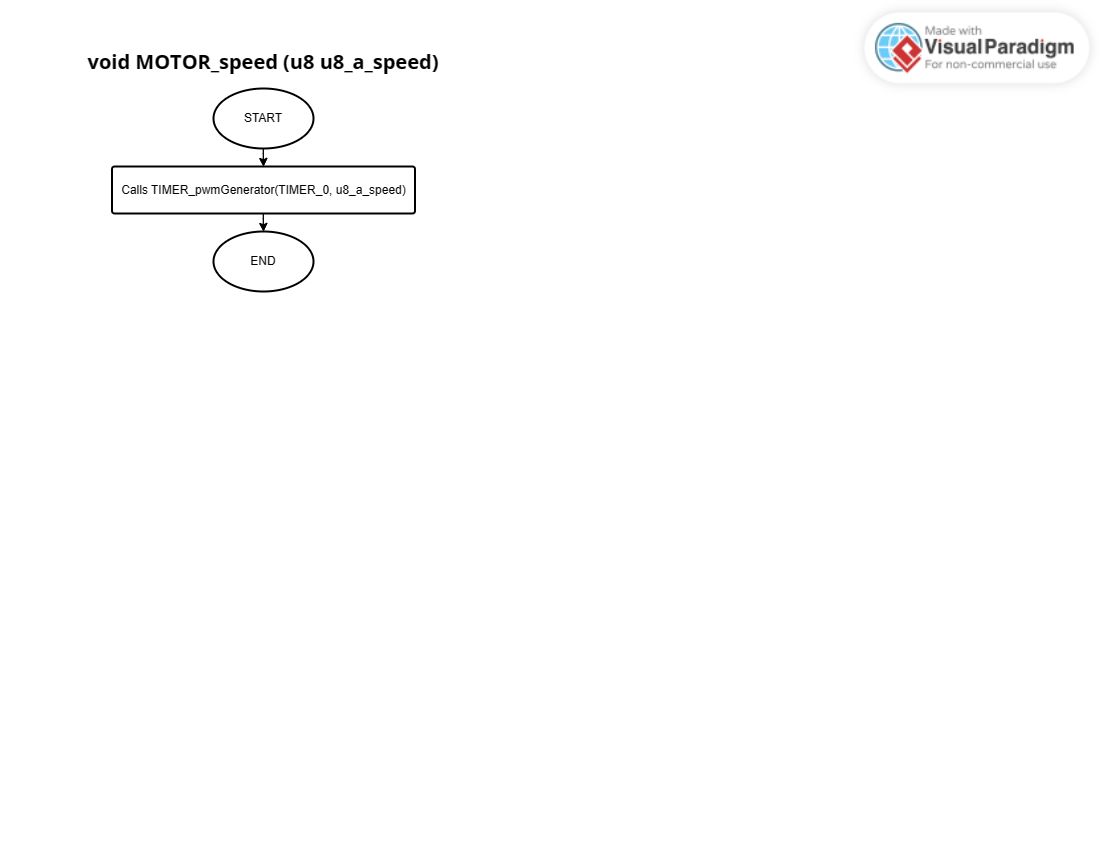 Made with
Visual Paradigm
For non-commercial use
void MOTOR_speed (u8 u8_a_speed)
START
Calls TIMER_pwmGenerator(TIMER_0, u8_a_speed)
END